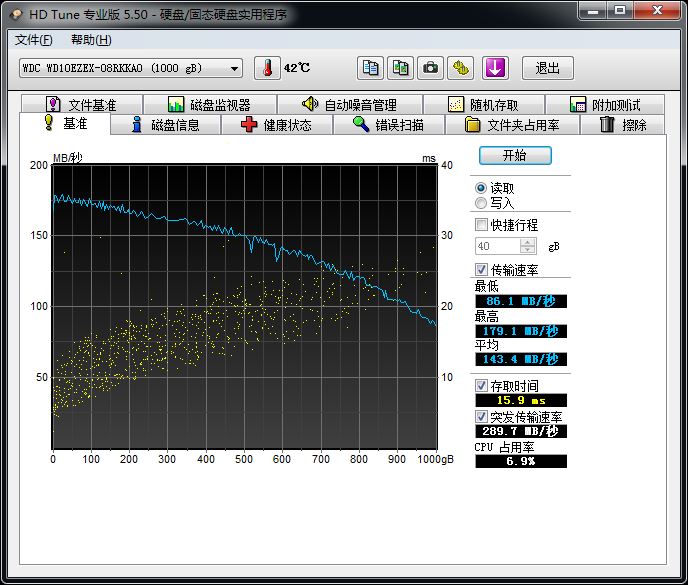 HD Tune 专业版 5.50 - 硬盘/固态硬盘实用程序
文件(F) 帮助(H)
WDC WD10EZEX-08RKKA0 (1000 gB) 42℃ 退出
文件基准 磁盘监视器 自动噪音管理 随机存取 附加测试
基准 磁盘信息 健康状态 错误扫描 文件夹占用率 擦除
MB/秒 ms
200 40
150 30
100 20
50 10
0 100 200 300 400 500 600 700 800 900 1000gB
开始
读取
写入
快捷行程
40 gB
传输速率
最低
86.1 MB/秒
最高
179.1 MB/秒
平均
143.4 MB/秒
存取时间
15.9 ms
突发传输速率
289.7 MB/秒
CPU 占用率
6.9%